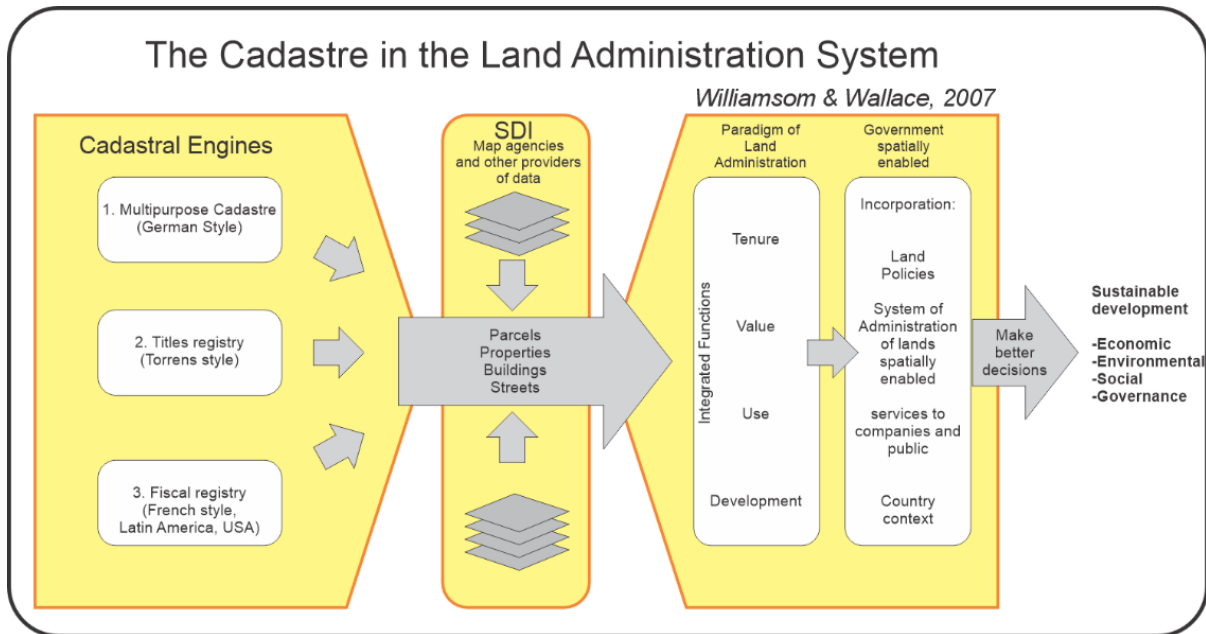 The Cadastre in the Land Administration System
Williamsom & Wallace, 2007
Cadastral Engines
1. Multipurpose Cadastre
(German Style)
2. Titles registry
(Torrens style)
3. Fiscal registry
(French style,
Latin America, USA)
SDI
Map agencies
and other providers
of data
Parcels
Properties
Buildings
Streets
Paradigm of
Land
Administration
Integrated Functions
Tenure
Value
Use
Development
Government
spatially
enabled
Incorporation:
Land
Policies
System of
Administration
of lands
spatially
enabled
services to
companies and
public
Country
context
Make
better
decisions
Sustainable
development
-Economic
-Environmental
-Social
-Governance